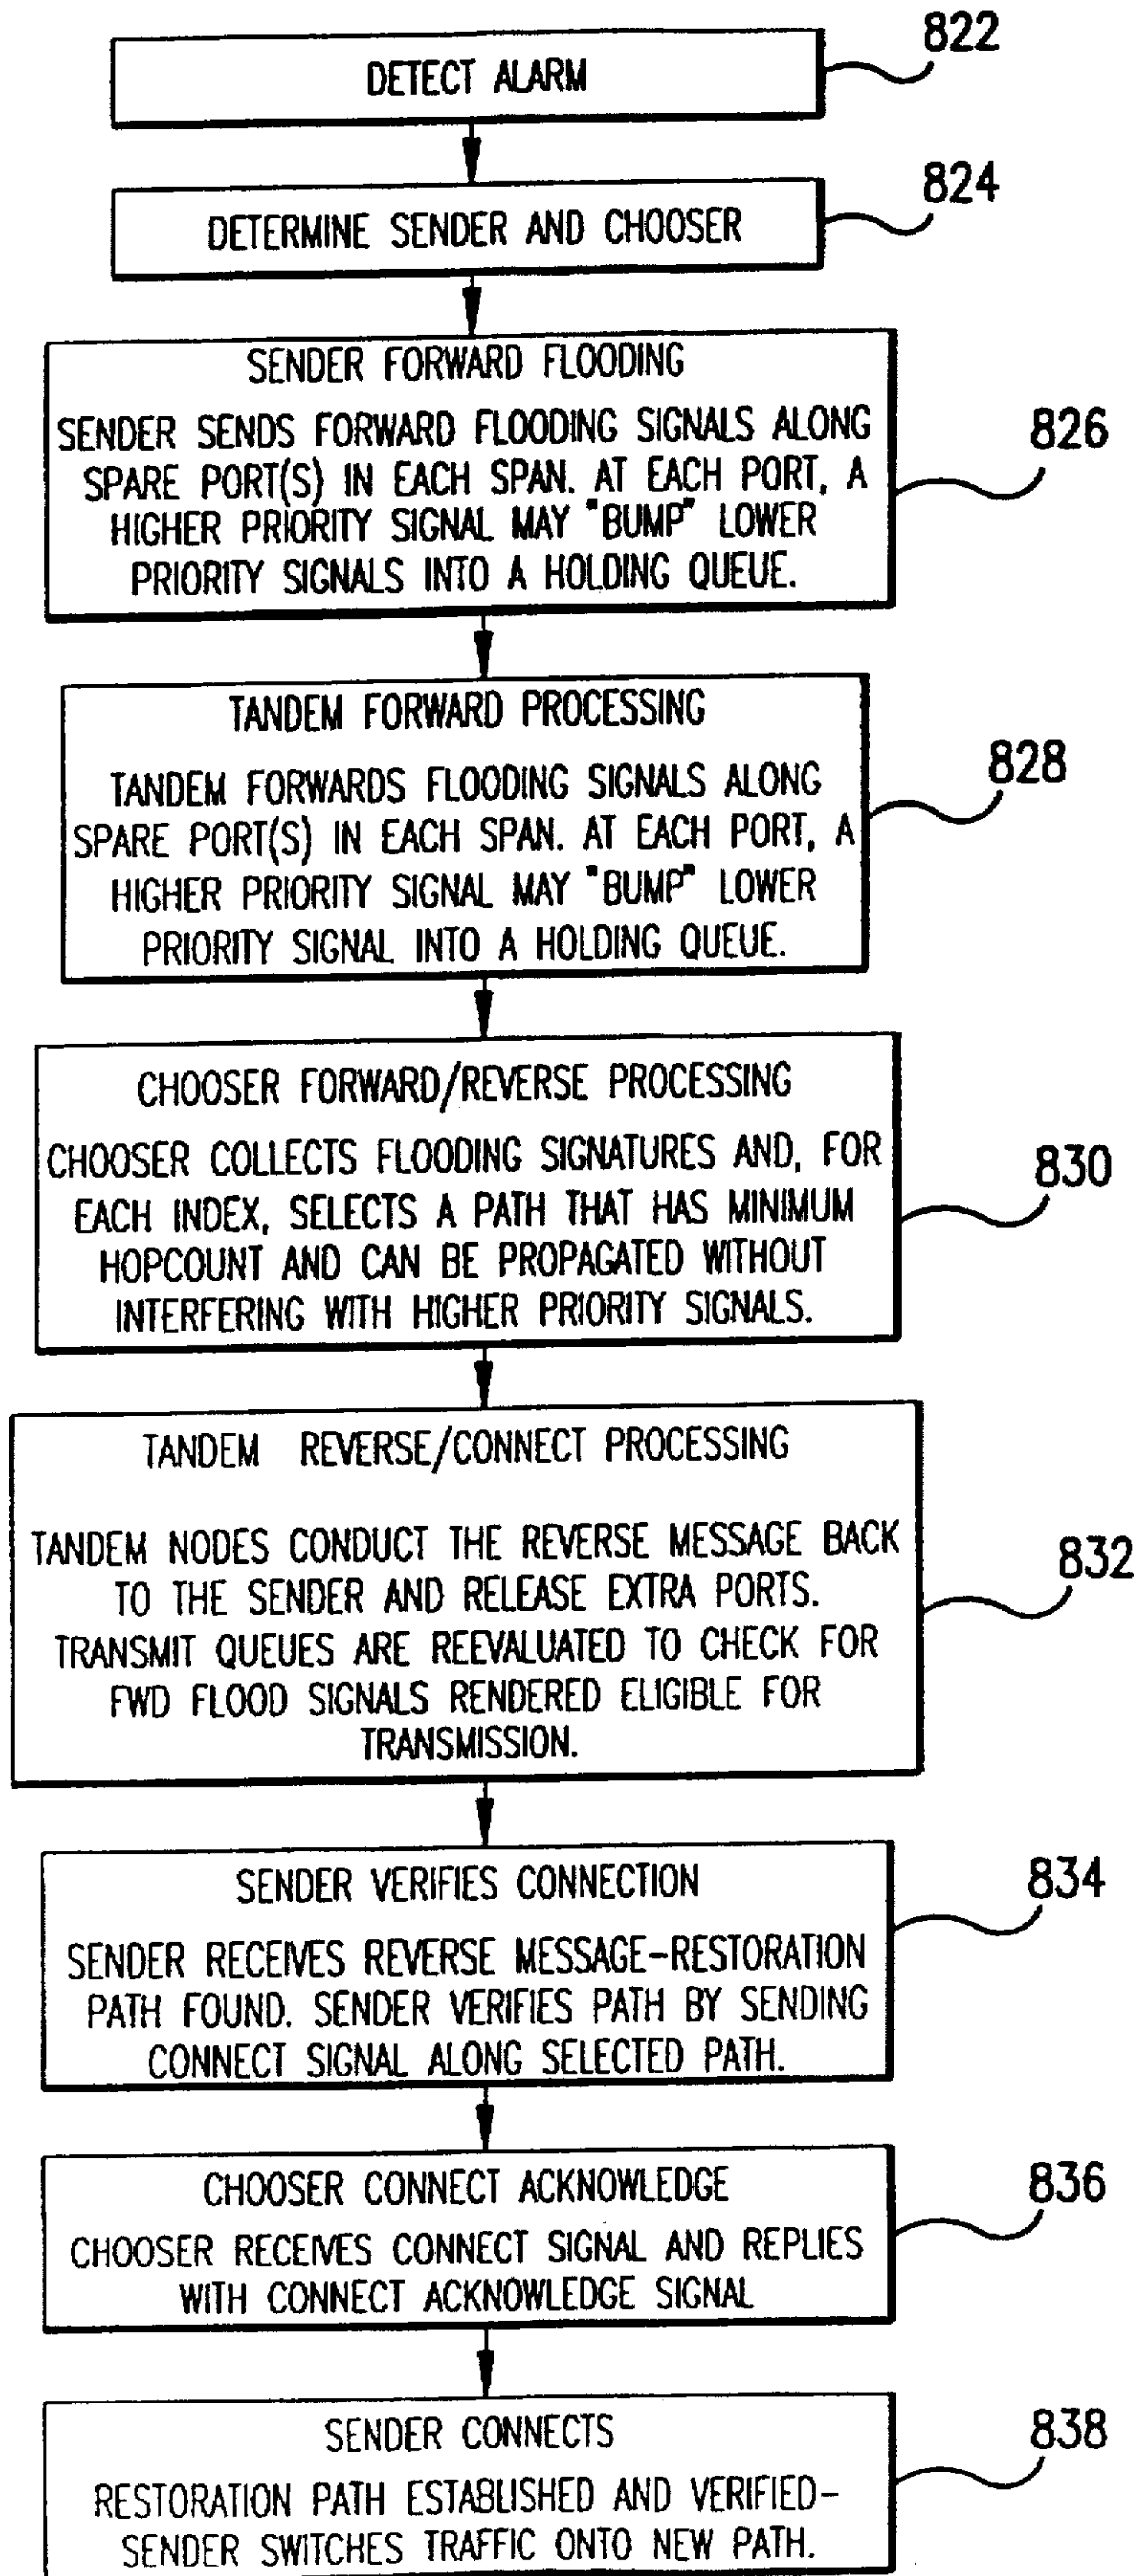 822
DETECT ALARM
824
DETERMINE SENDER AND CHOOSER
SENDER FORWARD FLOODING
SENDER SENDS FORWARD FLOODING SIGNALS ALONG
SPARE PORT(S) IN EACH SPAN. AT EACH PORT, A
HIGHER PRIORITY SIGNAL MAY "BUMP" LOWER
PRIORITY SIGNALS INTO A HOLDING QUEUE.
826
TANDEM FORWARD PROCESSING
TANDEM FORWARDS FLOODING SIGNALS ALONG
SPARE PORT(S) IN EACH SPAN. AT EACH PORT, A
HIGHER PRIORITY SIGNAL MAY "BUMP" LOWER
PRIORITY SIGNAL INTO A HOLDING QUEUE.
828
CHOOSER FORWARD/REVERSE PROCESSING
CHOOSER COLLECTS FLOODING SIGNATURES AND, FOR
EACH INDEX, SELECTS A PATH THAT HAS MINIMUM
HOPCOUNT AND CAN BE PROPAGATED WITHOUT
INTERFERING WITH HIGHER PRIORITY SIGNALS.
830
TANDEM REVERSE/CONNECT PROCESSING
TANDEM NODES CONDUCT THE REVERSE MESSAGE BACK
TO THE SENDER AND RELEASE EXTRA PORTS.
TRANSMIT QUEUES ARE REEVALUATED TO CHECK FOR
FWD FLOOD SIGNALS RENDERED ELIGIBLE FOR
TRANSMISSION.
832
SENDER VERIFIES CONNECTION
SENDER RECEIVES REVERSE MESSAGE-RESTORATION
PATH FOUND. SENDER VERIFIES PATH BY SENDING
CONNECT SIGNAL ALONG SELECTED PATH.
834
CHOOSER CONNECT ACKNOWLEDGE
CHOOSER RECEIVES CONNECT SIGNAL AND REPLIES
WITH CONNECT ACKNOWLEDGE SIGNAL
836
SENDER CONNECTS
RESTORATION PATH ESTABLISHED AND VERIFIED-
SENDER SWITCHES TRAFFIC ONTO NEW PATH.
838